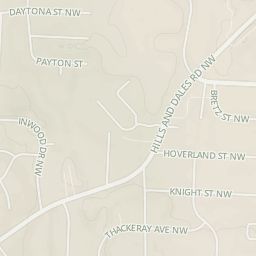 DAYTONA ST NW
PAYTON ST
HILLS AND DALES RD NW
BRETZ ST NW
INWOOD DR NW
HOVERLAND ST NW
KNIGHT ST NW
THACKERAY AVE NW